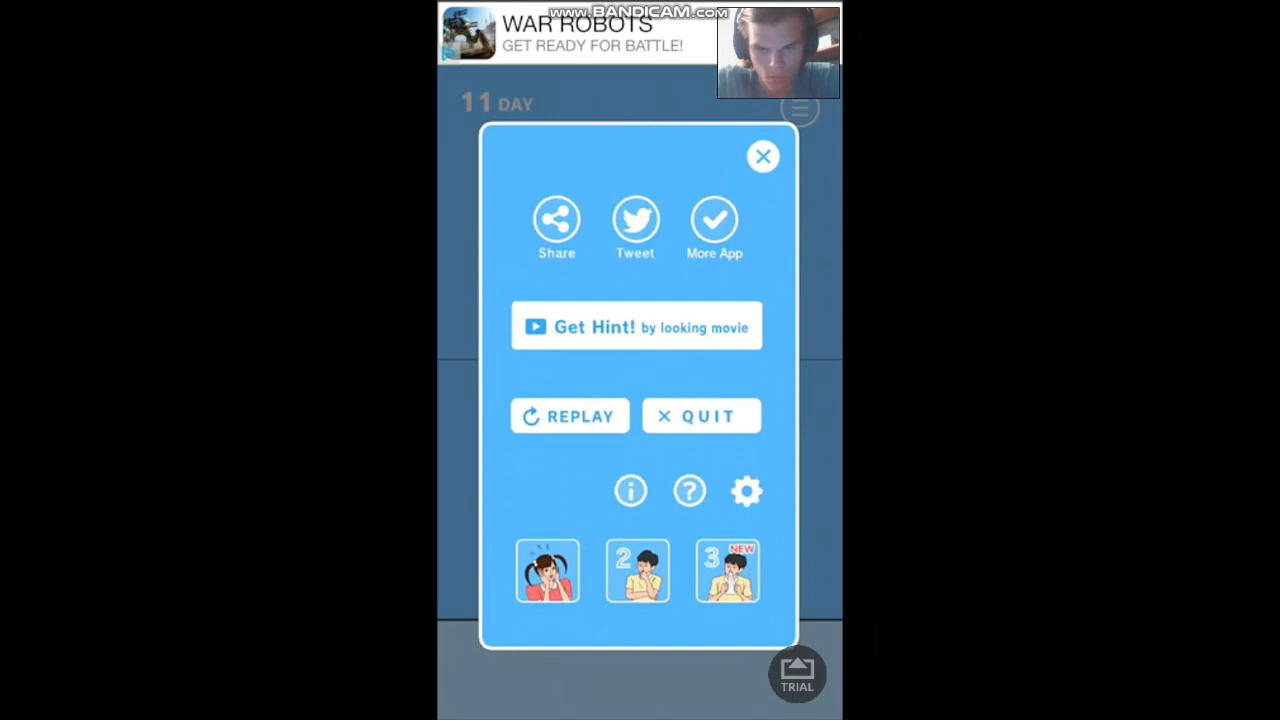 www.BANDICAM.com
WAR ROBOTS
GET READY FOR BATTLE!
11 DAY
Share
Tweet
More App
Get Hint! by looking movie
REPLAY
× QUIT
i
?
2
3
NEW
TRIAL